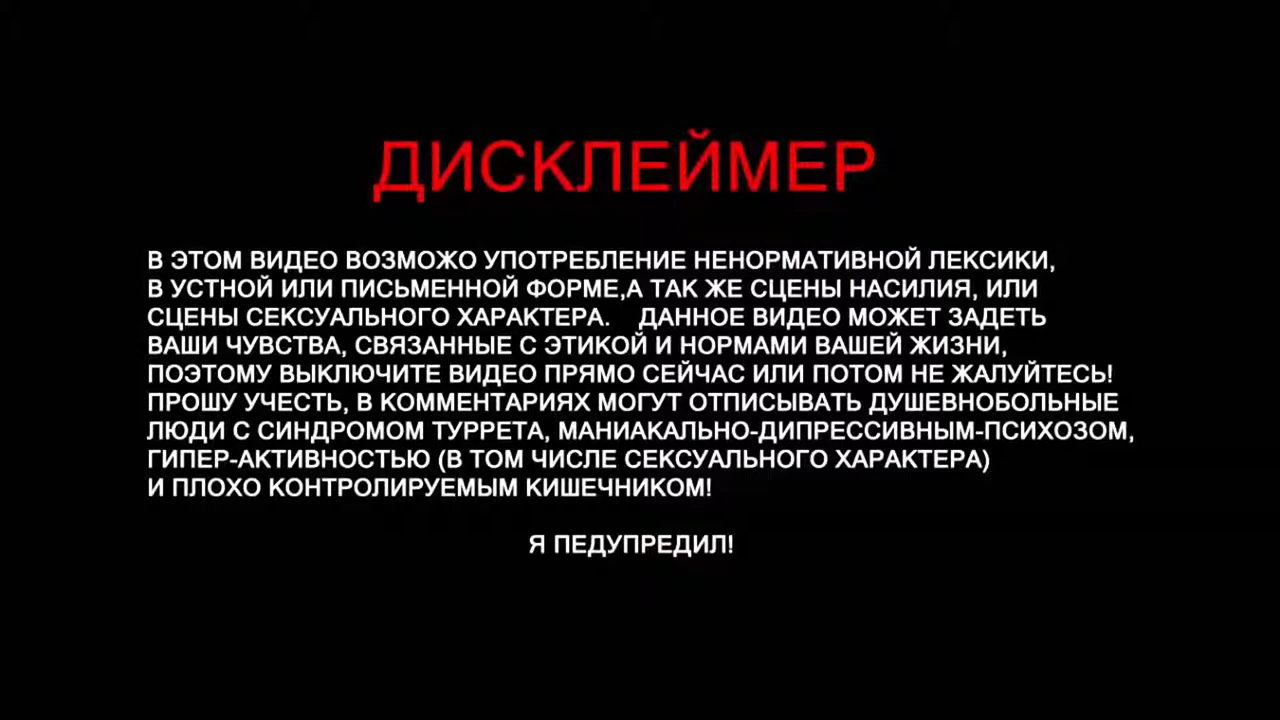 ДИСКЛЕЙМЕР
В ЭТОМ ВИДЕО ВОЗМОЖО УПОТРЕБЛЕНИЕ НЕНОРМАТИВНОЙ ЛЕКСИКИ,
В УСТНОЙ ИЛИ ПИСЬМЕННОЙ ФОРМЕ,А ТАК ЖЕ СЦЕНЫ НАСИЛИЯ, ИЛИ
СЦЕНЫ СЕКСУАЛЬНОГО ХАРАКТЕРА. ДАННОЕ ВИДЕО МОЖЕТ ЗАДЕТЬ
ВАШИ ЧУВСТВА, СВЯЗАННЫЕ С ЭТИКОЙ И НОРМАМИ ВАШЕЙ ЖИЗНИ,
ПОЭТОМУ ВЫКЛЮЧИТЕ ВИДЕО ПРЯМО СЕЙЧАС ИЛИ ПОТОМ НЕ ЖАЛУЙТЕСЬ!
ПРОШУ УЧЕСТЬ, В КОММЕНТАРИЯХ МОГУТ ОТПИСЫВАТЬ ДУШЕВНОБОЛЬНЫЕ
ЛЮДИ С СИНДРОМОМ ТУРРЕТА, МАНИАКАЛЬНО-ДИПРЕССИВНЫМ-ПСИХОЗОМ,
ГИПЕР-АКТИВНОСТЬЮ (В ТОМ ЧИСЛЕ СЕКСУАЛЬНОГО ХАРАКТЕРА)
И ПЛОХО КОНТРОЛИРУЕМЫМ КИШЕЧНИКОМ!
Я ПЕДУПРЕДИЛ!